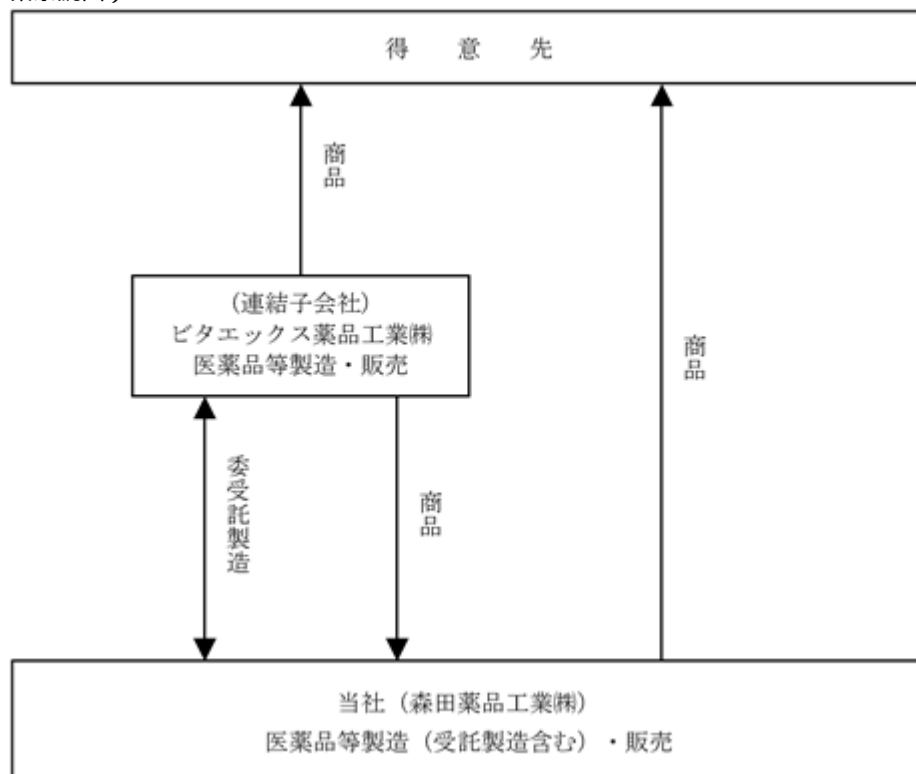 得意先
商品
(連結子会社)
ビタエックス薬品工業㈱
医薬品等製造・販売
商品
委受託製造
商品
当社(森田薬品工業㈱)
医薬品等製造(受託製造含む)・販売